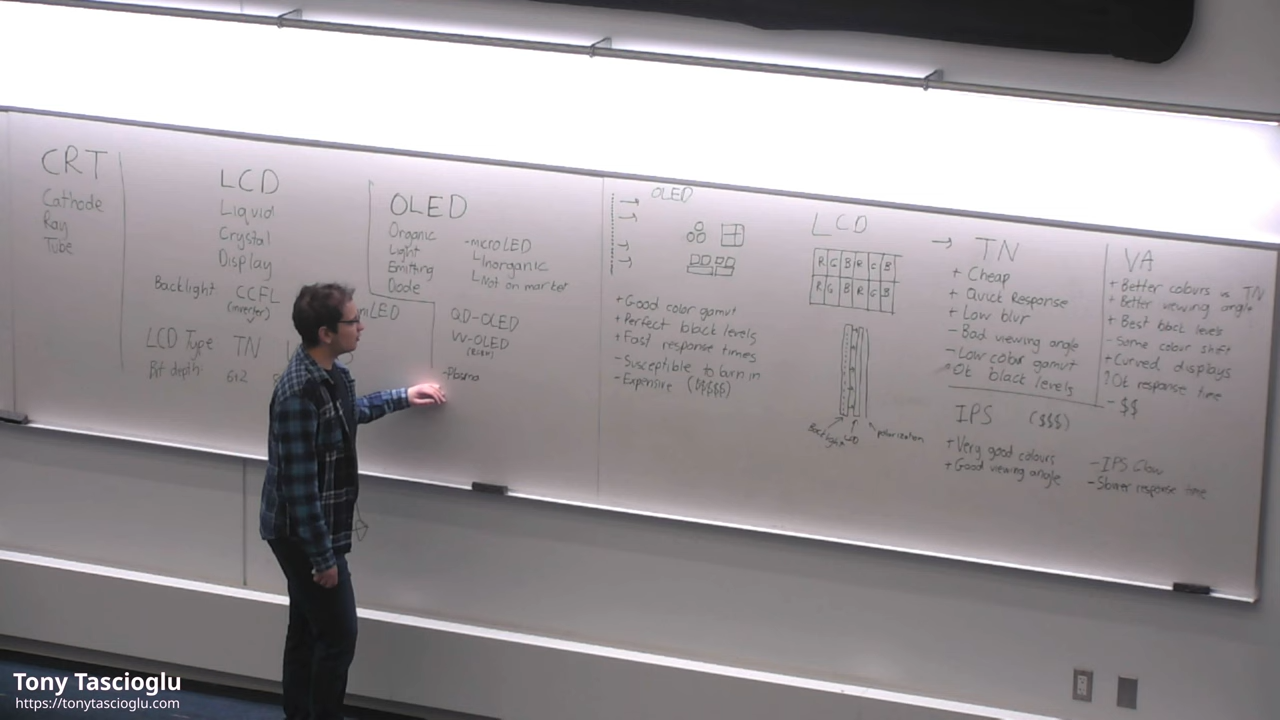 CRT
Cathode
Ray
Tube
LCD
Liquid
Crystal
Display
Backlight: CCFL
(inverter)
LCD Type TN
Bit depth: 6+2
OLED
Organic
Light
Emitting
Diode
-microLED
Inorganic
Not on market
niLED
QD-OLED
W-OLED
-Plasma
OLED
+Good color gamut
+Perfect black levels
+Fast response times
-Susceptible to burn in
-Expensive ($$$$$)
LCD
R G B R G B
R G B R G B
Backlight
polarization
→ TN
+ Cheap
+ Quick Response
+ Low blur
- Bad viewing angle
- Low colour gamut
Ok black levels
VA
+ Better colours vs TN
+ Better viewing angle
+ Best black levels
- Some colour shift
+ Curved displays
? Ok response time
- $$
IPS ($$$)
+ Very good colours
+ Good viewing angle
- IPS Glow
- Slower response time
Tony Tascioglu
https://tonytascioglu.com